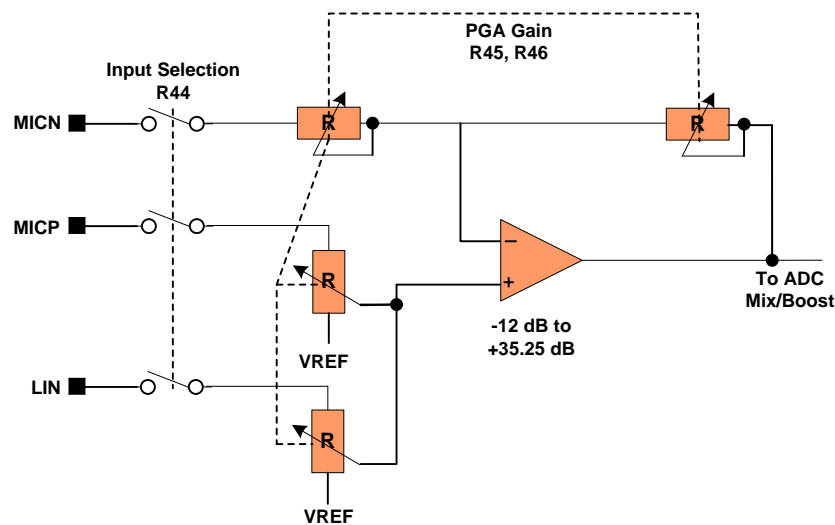 PGA Gain
R45, R46
Input Selection
R44
MICN
R
R
MICP
R
−
+
To ADC
Mix/Boost
VREF
-12 dB to
+35.25 dB
LIN
R
VREF